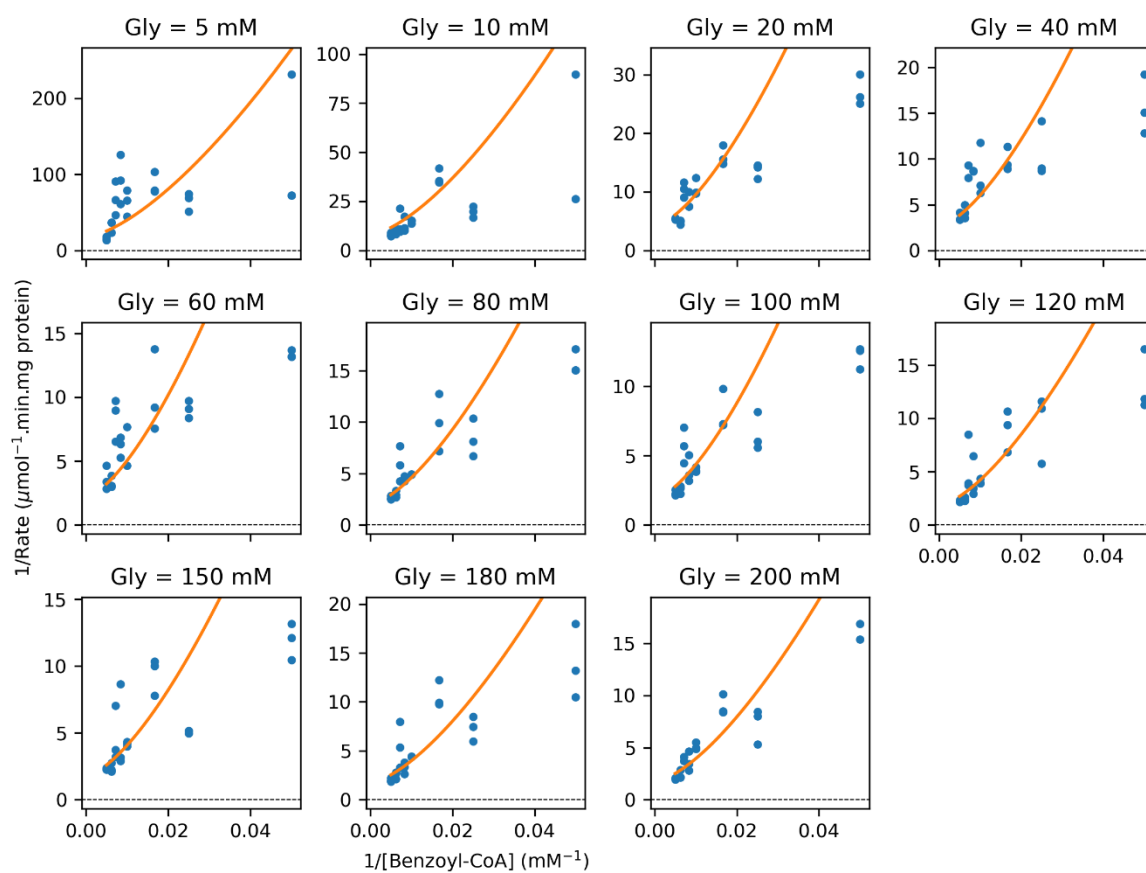 Gly = 5 mM
Gly = 10 mM
Gly = 20 mM
Gly = 40 mM
200
100
0
100
75
50
25
0
30
20
10
0
20
15
10
5
0
Gly = 60 mM
Gly = 80 mM
Gly = 100 mM
Gly = 120 mM
1/Rate (μmol⁻¹.min.mg protein)
15
10
5
0
15
10
5
0
10
5
0
15
10
5
0
0.00 0.02 0.04
Gly = 150 mM
Gly = 180 mM
Gly = 200 mM
15
10
5
0
20
15
10
5
0
15
10
5
0
0.00 0.02 0.04
0.00 0.02 0.04
0.00 0.02 0.04
1/[Benzoyl-CoA] (mM⁻¹)